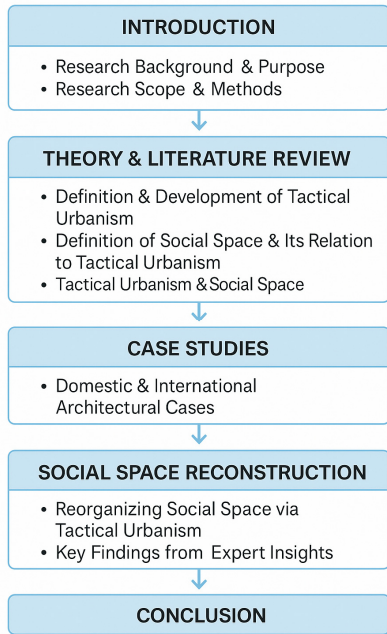 INTRODUCTION
• Research Background & Purpose
• Research Scope & Methods
THEORY & LITERATURE REVIEW
• Definition & Development of Tactical
Urbanism
• Definition of Social Space & Its Relation
to Tactical Urbanism
• Tactical Urbanism & Social Space
CASE STUDIES
• Domestic & International
Architectural Cases
SOCIAL SPACE RECONSTRUCTION
• Reorganizing Social Space via
Tactical Urbanism
• Key Findings from Expert Insights
CONCLUSION